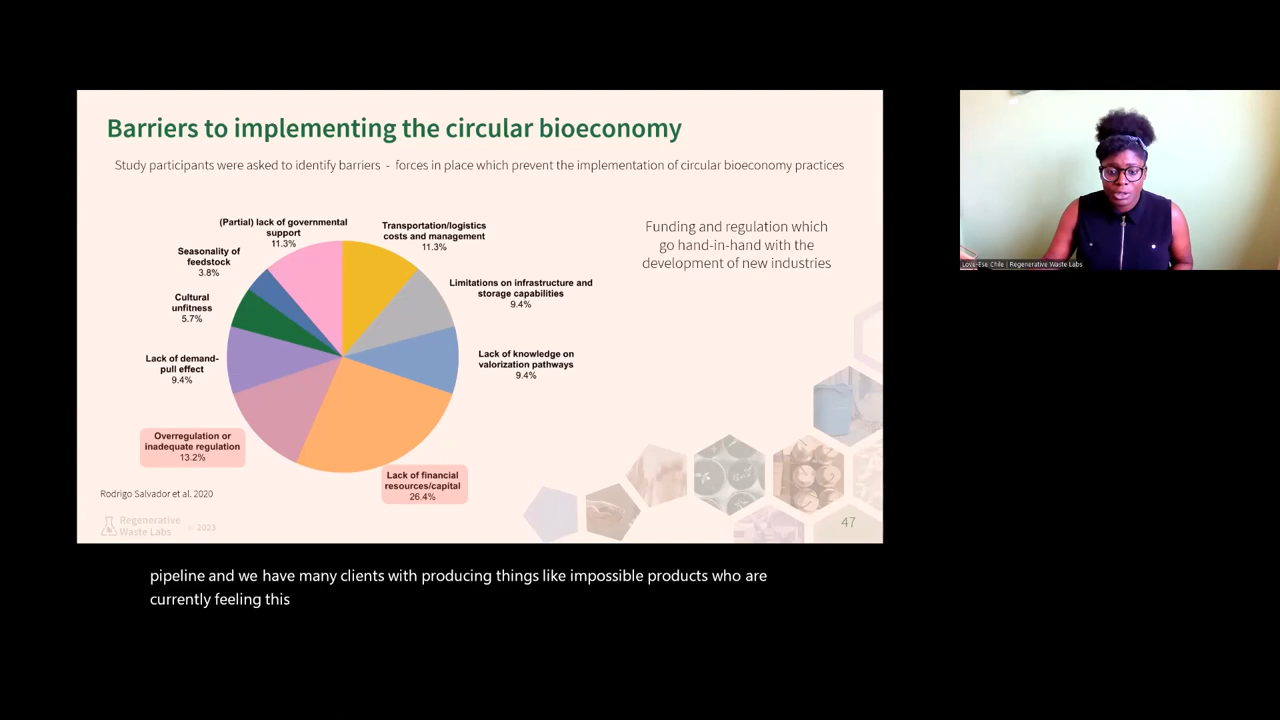 Barriers to implementing the circular bioeconomy
Study participants were asked to identify barriers - forces in place which prevent the implementation of circular bioeconomy practices
(Partial) lack of governmental
support
11.3%
Transportation/logistics
costs and management
11.3%
Seasonality of
feedstock
3.8%
Limitations on infrastructure and
storage capabilities
9.4%
Cultural
unfitness
5.7%
Lack of knowledge on
valorization pathways
9.4%
Lack of demand-
pull effect
9.4%
Overregulation or
inadequate regulation
13.2%
Lack of financial
resources/capital
26.4%
Funding and regulation which
go hand-in-hand with the
development of new industries
Rodrigo Salvador et al. 2020
Regenerative
Waste Labs
© 2023
47
Love-Ese Chile | Regenerative Waste Labs
pipeline and we have many clients with producing things like impossible products who are
currently feeling this